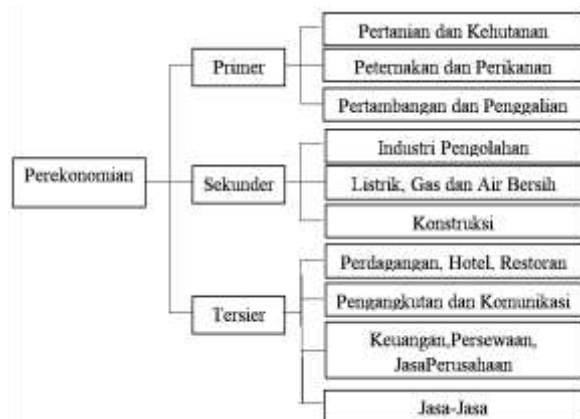 Perekonomian
Primer
Pertanian dan Kehutanan
Peternakan dan Perikanan
Pertambangan dan Penggalian
Sekunder
Industri Pengolahan
Listrik, Gas dan Air Bersih
Konstruksi
Tersier
Perdagangan, Hotel, Restoran
Pengangkutan dan Komunikasi
Keuangan,Persewaan,
JasaPerusahaan
Jasa-Jasa